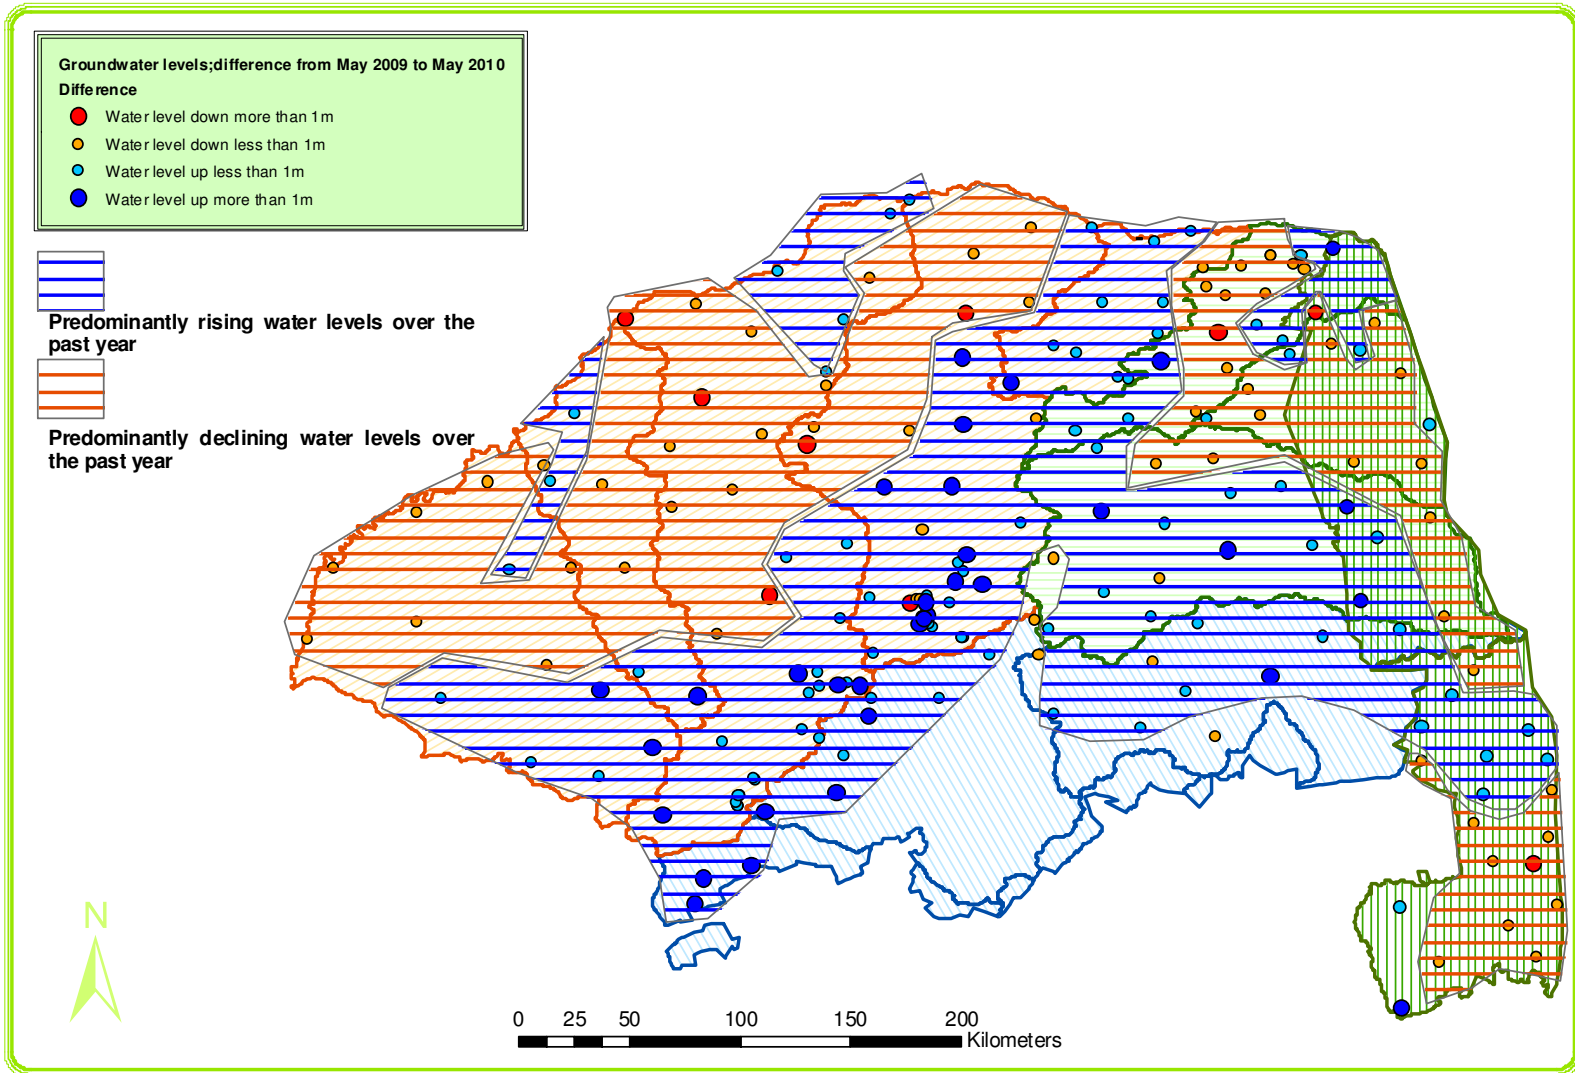 Groundwater levels;difference from May 2009 to May 2010
Difference
Water level down more than 1m
Water level down less than 1m
Water level up less than 1m
Water level up more than 1m
Predominantly rising water levels over the
past year
Predominantly declining water levels over
the past year
N
0 25 50 100 150 200
Kilometers